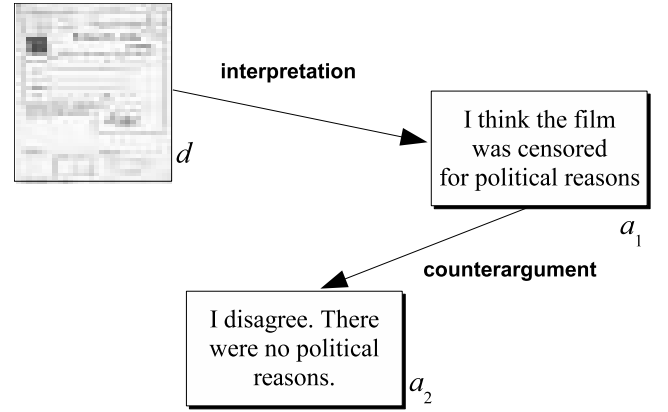 interpretation
d
I think the film
was censored
for political reasons
a1
counterargument
I disagree. There
were no political
reasons.
a2